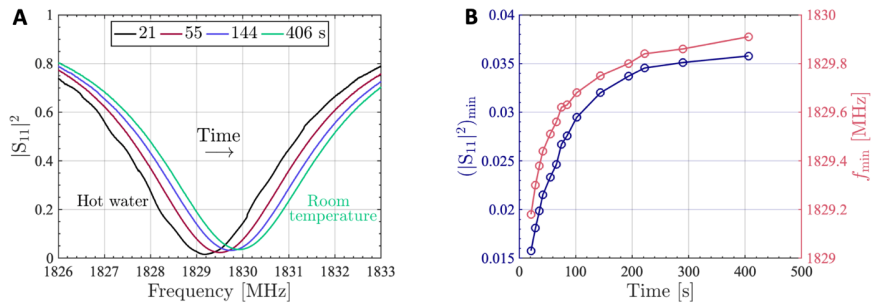 A
21 55 144 406 s
1
0.8
0.6
0.4
0.2
0
|S₁₁|²
Time
Hot water
Room
temperature
1826 1827 1828 1829 1830 1831 1832 1833
Frequency [MHz]
B
0.04
0.035
0.03
0.025
0.02
0.015
(|S₁₁|²)min
1830
1829.8
1829.6
1829.4
1829.2
1829
fmin [MHz]
0 100 200 300 400 500
Time [s]